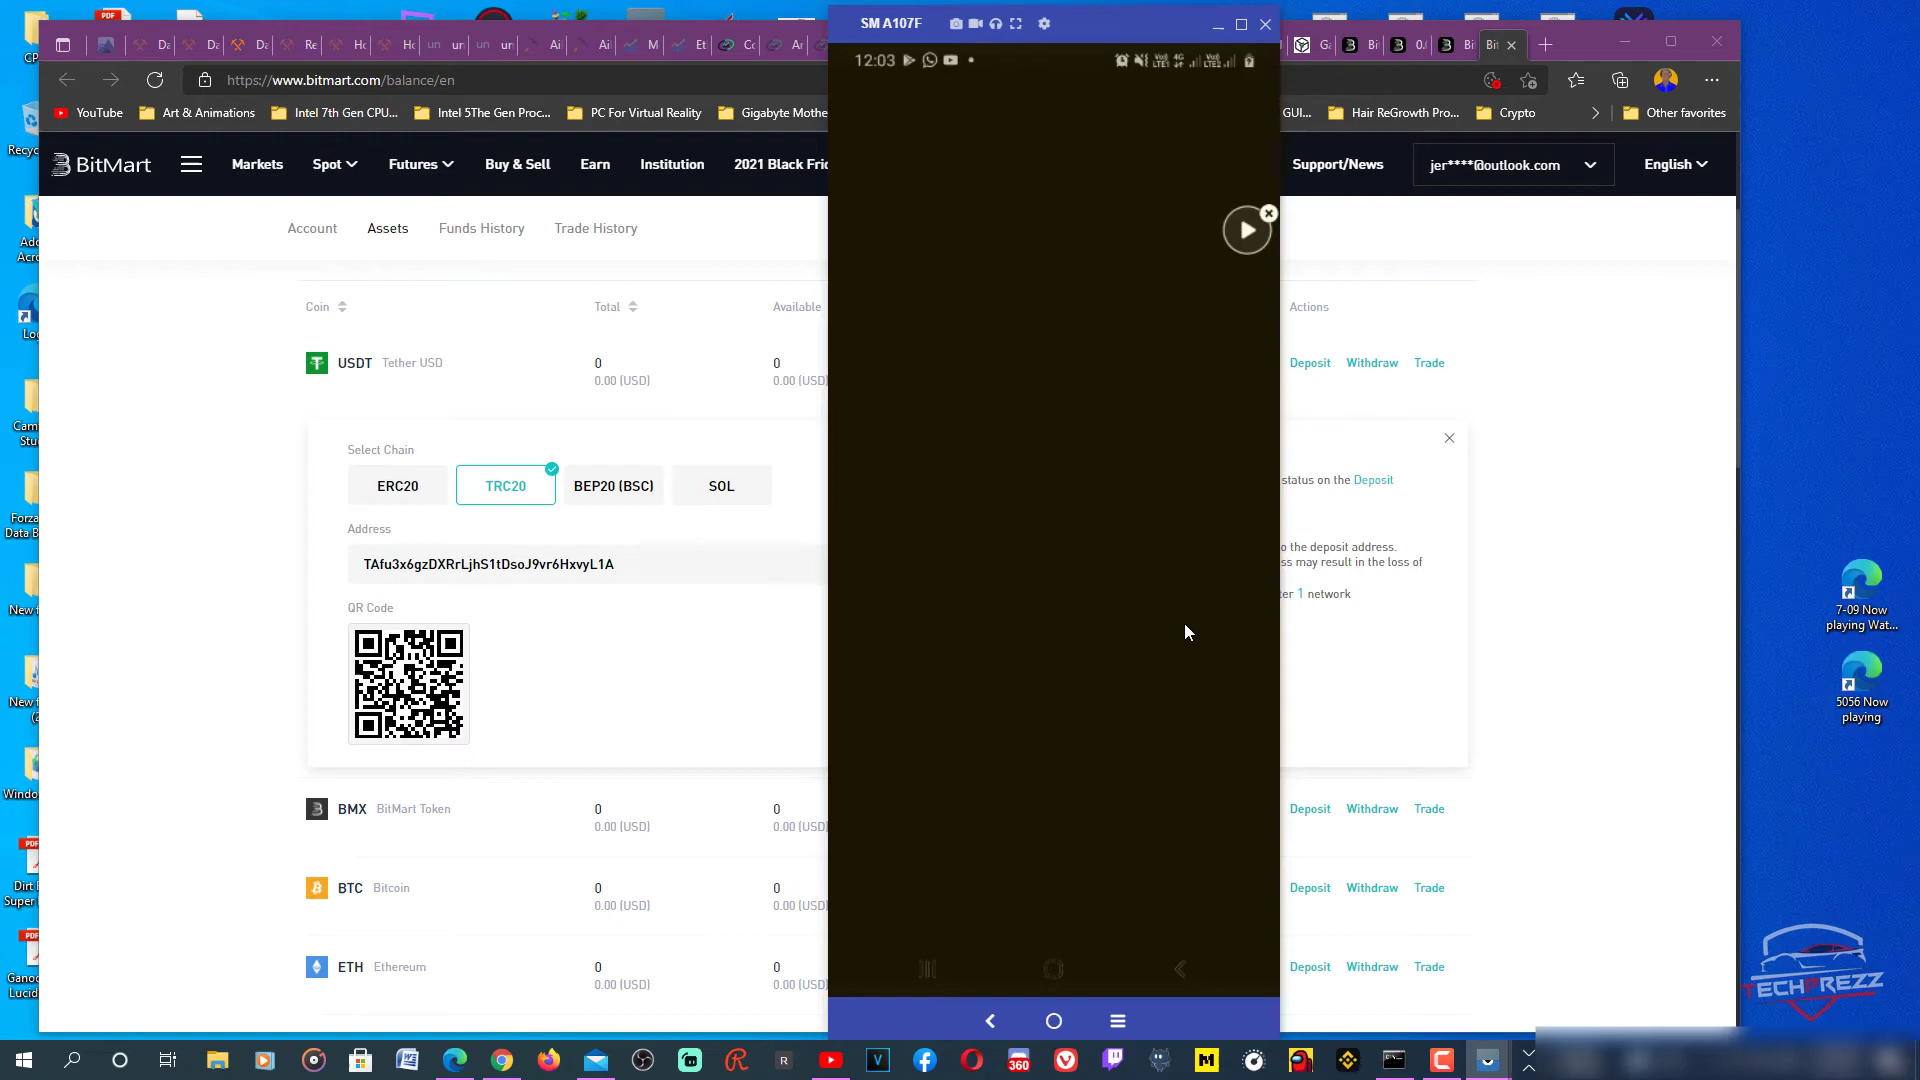 SM A107F
12:03
https://www.bitmart.com/balance/en
YouTube
Art & Animations
Intel 7th Gen CPU...
Intel 5The Gen Proc...
PC For Virtual Reality
Gigabyte Mothe
GUI...
Hair ReGrowth Pro...
Crypto
Other favorites
BitMart
Markets
Spot
Futures
Buy & Sell
Earn
Institution
2021 Black Fri
Support/News
jer****@outlook.com
English
Account
Assets
Funds History
Trade History
Coin
Total
Available
Actions
USDT Tether USD
0
0.00 (USD)
0
0.00 (USD)
Deposit
Withdraw
Trade
Select Chain
ERC20
TRC20
BEP20 (BSC)
SOL
status on the Deposit
Address
TAfu3x6gzDXRrLjhS1tDsoJ9vr6HxvyL1A
o the deposit address.
ss may result in the loss of
ter 1 network
QR Code
BMX BitMart Token
0
0.00 (USD)
0
0.00 (USD)
Deposit
Withdraw
Trade
BTC Bitcoin
0
0.00 (USD)
0
0.00 (USD)
Deposit
Withdraw
Trade
ETH Ethereum
0
0.00 (USD)
0
0.00 (USD)
Deposit
Withdraw
Trade
7-09 Now
playing Wat...
5056 Now
playing
TECHPREZZ